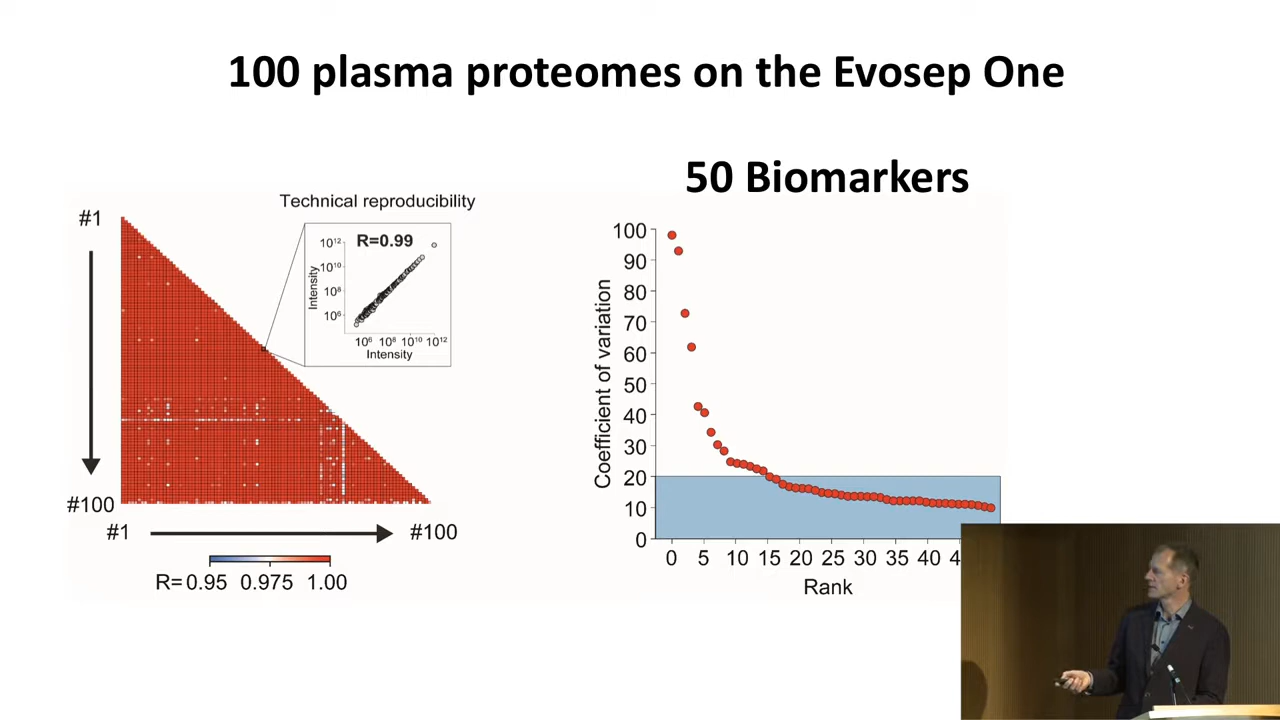 100 plasma proteomes on the Evosep One
50 Biomarkers
Technical reproducibility
#1
R=0.99
10¹²
10¹⁰
10⁸
10⁶
Intensity
10⁶ 10⁸ 10¹⁰ 10¹²
Intensity
#100
#1
#100
R= 0.95 0.975 1.00
100
90
80
70
60
50
40
30
20
10
0
Coefficient of variation
0 5 10 15 20 25 30 35 40
Rank